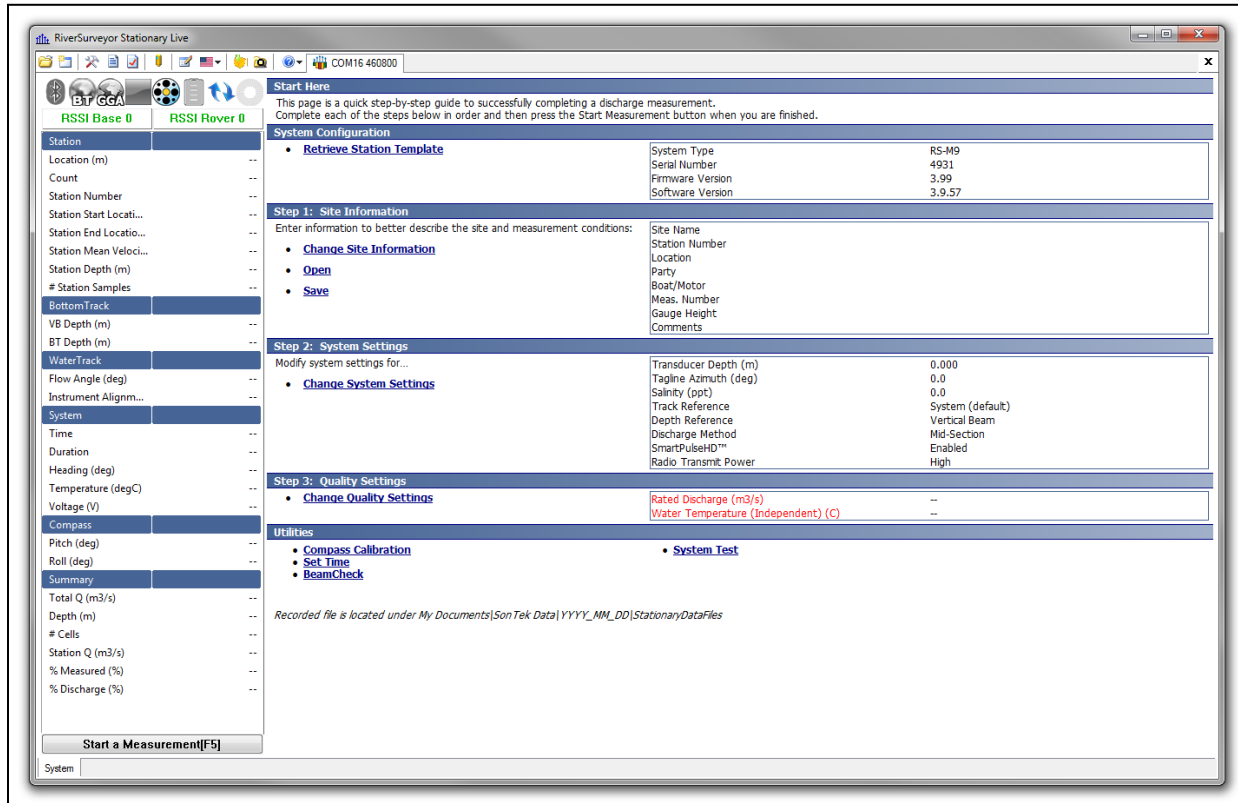 RiverSurveyor Stationary Live
COM16 460800
x
BT GGA
RSSI Base 0 RSSI Rover 0
Station
Location (m) --
Count --
Station Number --
Station Start Locati... --
Station End Locatio... --
Station Mean Veloci... --
Station Depth (m) --
# Station Samples --
BottomTrack
VB Depth (m) --
BT Depth (m) --
WaterTrack
Flow Angle (deg) --
Instrument Alignm... --
System
Time --
Duration --
Heading (deg) --
Temperature (degC) --
Voltage (V) --
Compass
Pitch (deg) --
Roll (deg) --
Summary
Total Q (m3/s) --
Depth (m) --
# Cells --
Station Q (m3/s) --
% Measured (%) --
% Discharge (%) --
Start a Measurement[F5]
System
Start Here
This page is a quick step-by-step guide to successfully completing a discharge measurement.
Complete each of the steps below in order and then press the Start Measurement button when you are finished.
System Configuration
• Retrieve Station Template
System Type RS-M9
Serial Number 4931
Firmware Version 3.99
Software Version 3.9.57
Step 1: Site Information
Enter information to better describe the site and measurement conditions:
• Change Site Information
• Open
• Save
Site Name
Station Number
Location
Party
Boat/Motor
Meas. Number
Gauge Height
Comments
Step 2: System Settings
Modify system settings for...
• Change System Settings
Transducer Depth (m) 0.000
Tagline Azimuth (deg) 0.0
Salinity (ppt) 0.0
Track Reference System (default)
Depth Reference Vertical Beam
Discharge Method Mid-Section
SmartPulseHD™ Enabled
Radio Transmit Power High
Step 3: Quality Settings
• Change Quality Settings
Rated Discharge (m3/s) --
Water Temperature (Independent) (C) --
Utilities
• Compass Calibration
• Set Time
• BeamCheck
• System Test
Recorded file is located under My Documents|SonTek Data|YYYY_MM_DD|StationaryDataFiles